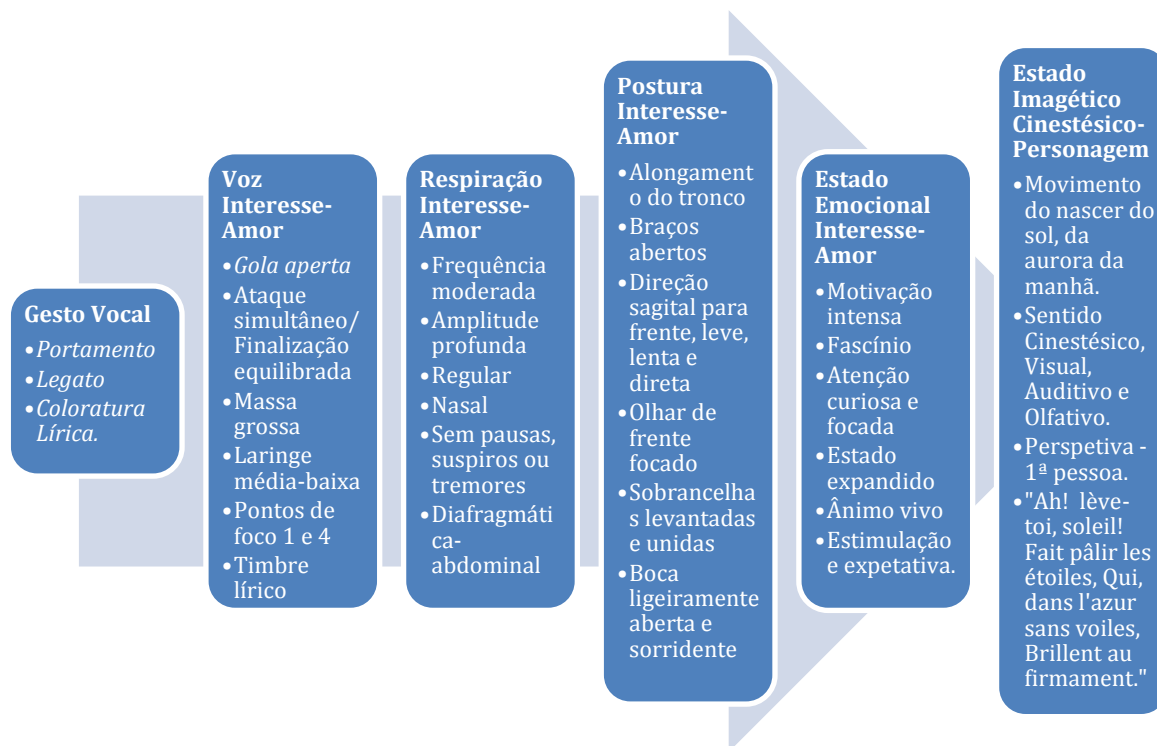 Gesto Vocal
•Portamento
•Legato
•Coloratura
Lírica.
Voz
Interesse-
Amor
•Gola aperta
•Ataque
simultâneo/
Finalização
equilibrada
•Massa
grossa
•Laringe
média-baixa
•Pontos de
foco 1 e 4
•Timbre
lírico
Respiração
Interesse-
Amor
•Frequência
moderada
•Amplitude
profunda
•Regular
•Nasal
•Sem pausas,
suspiros ou
tremores
•Diafragmáti
ca-
abdominal
Postura
Interesse-
Amor
•Alongament
o do tronco
•Braços
abertos
•Direção
sagital para
frente, leve,
lenta e
direta
•Olhar de
frente
focado
•Sobrancelha
s levantadas
e unidas
•Boca
ligeiramente
aberta e
sorridente
Estado
Emocional
Interesse-
Amor
•Motivação
intensa
•Fascínio
•Atenção
curiosa e
focada
•Estado
expandido
•Ânimo vivo
•Estimulação
e expetativa.
Estado
Imagético
Cinestésico-
Personagem
•Movimento
do nascer do
sol, da
aurora da
manhã.
•Sentido
Cinestésico,
Visual,
Auditivo e
Olfativo.
•Perspetiva -
1ª pessoa.
•"Ah! lève-
toi, soleil!
Fait pâlir les
étoiles, Qui,
dans l'azur
sans voiles,
Brillent au
firmament."